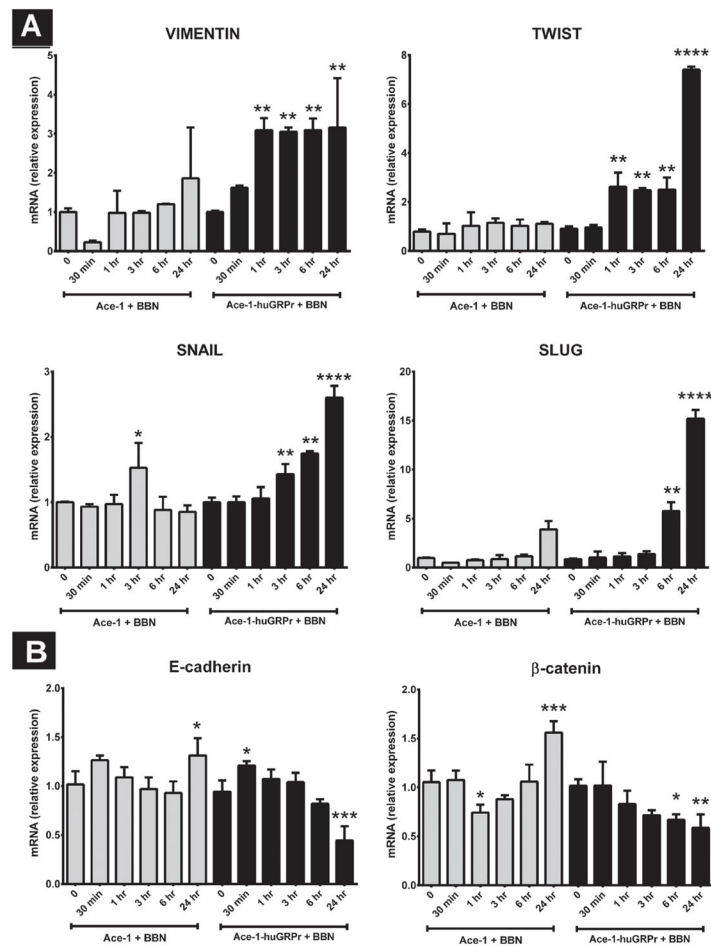 A
VIMENTIN
mRNA (relative expression)
5
4
3
2
1
0
** ** ** **
0 30 min 1 hr 3 hr 6 hr 24 hr 0 30 min 1 hr 3 hr 6 hr 24 hr
Ace-1 + BBN Ace-1-huGRPr + BBN
TWIST
mRNA (relative expression)
8
6
4
2
0
** ** ** ****
0 30 min 1 hr 3 hr 6 hr 24 hr 0 30 min 1 hr 3 hr 6 hr 24 hr
Ace-1 + BBN Ace-1-huGRPr + BBN
SNAIL
mRNA (relative expression)
3
2
1
0
* ** ** ****
0 30 min 1 hr 3 hr 6 hr 24 hr 0 30 min 1 hr 3 hr 6 hr 24 hr
Ace-1 + BBN Ace-1-huGRPr + BBN
SLUG
mRNA (relative expression)
20
15
10
5
0
** ****
0 30 min 1 hr 3 hr 6 hr 24 hr 0 30 min 1 hr 3 hr 6 hr 24 hr
Ace-1 + BBN Ace-1-huGRPr + BBN
B
E-cadherin
mRNA (relative expression)
2.0
1.5
1.0
0.5
0.0
* * ***
0 30 min 1 hr 3 hr 6 hr 24 hr 0 30 min 1 hr 3 hr 6 hr 24 hr
Ace-1 + BBN Ace-1-huGRPr + BBN
β-catenin
mRNA (relative expression)
2.0
1.5
1.0
0.5
0.0
* *** * **
0 30 min 1 hr 3 hr 6 hr 24 hr 0 30 min 1 hr 3 hr 6 hr 24 hr
Ace-1 + BBN Ace-1-huGRPr + BBN